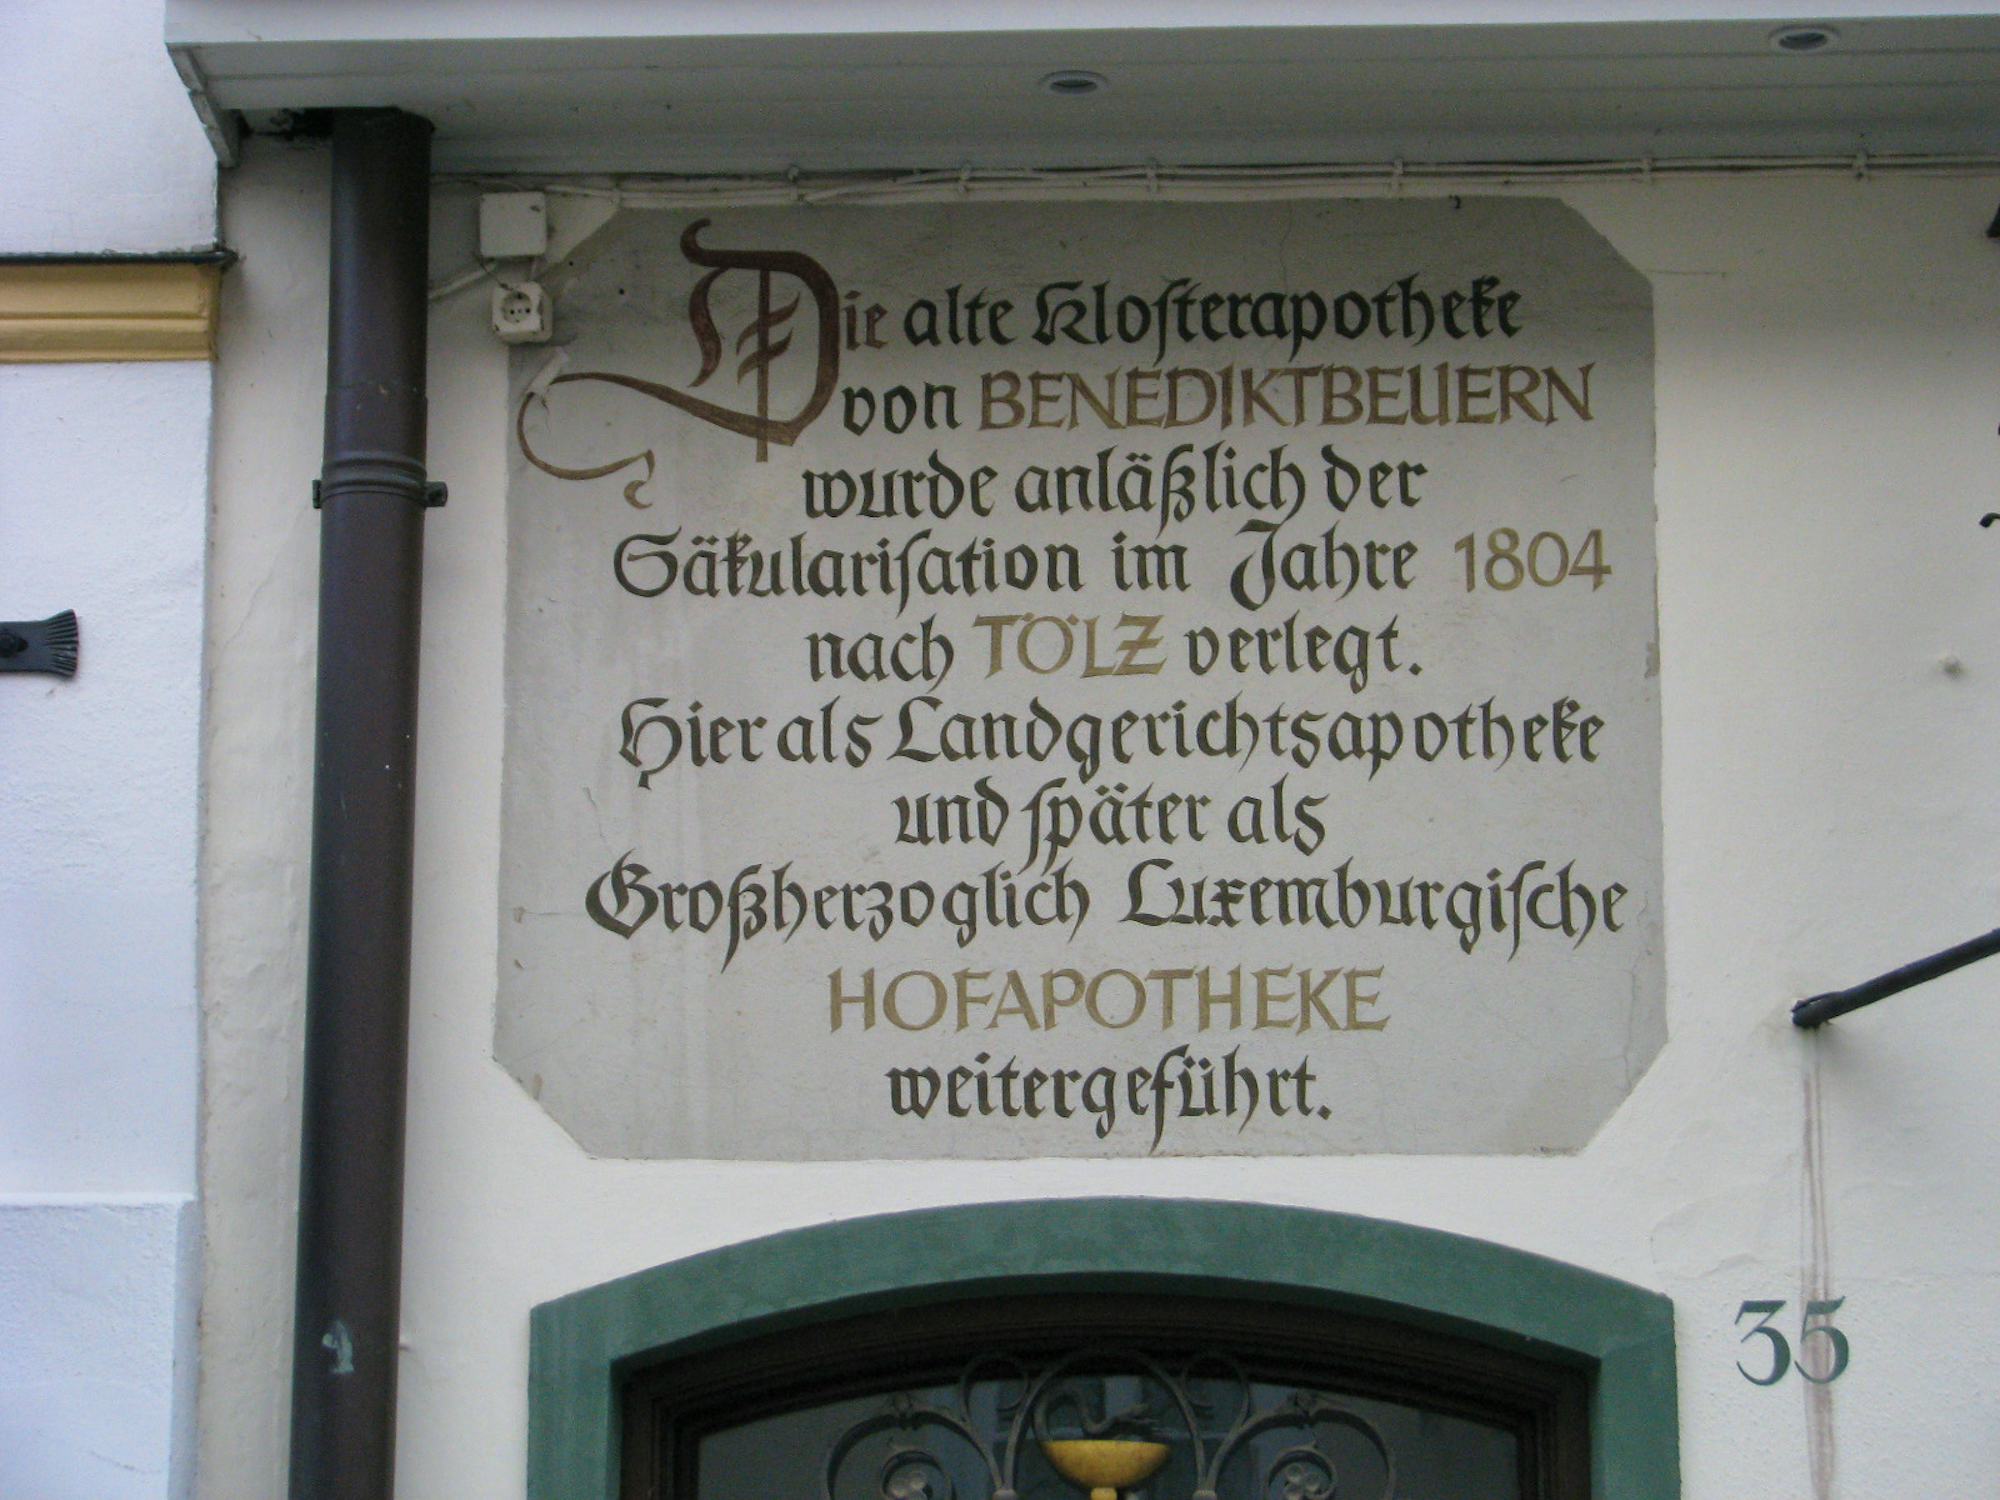 Die alte Kloſterapotheke
von BENEDIKTBEUERN
wurde anläßlich der
Säkulariſation im Jahre 1804
nach TÖLZ verlegt.
Hier als Landgerichtsapotheke
und ſpäter als
Großherzoglich Luxemburgiſche
HOFAPOTHEKE
weitergeführt.
35